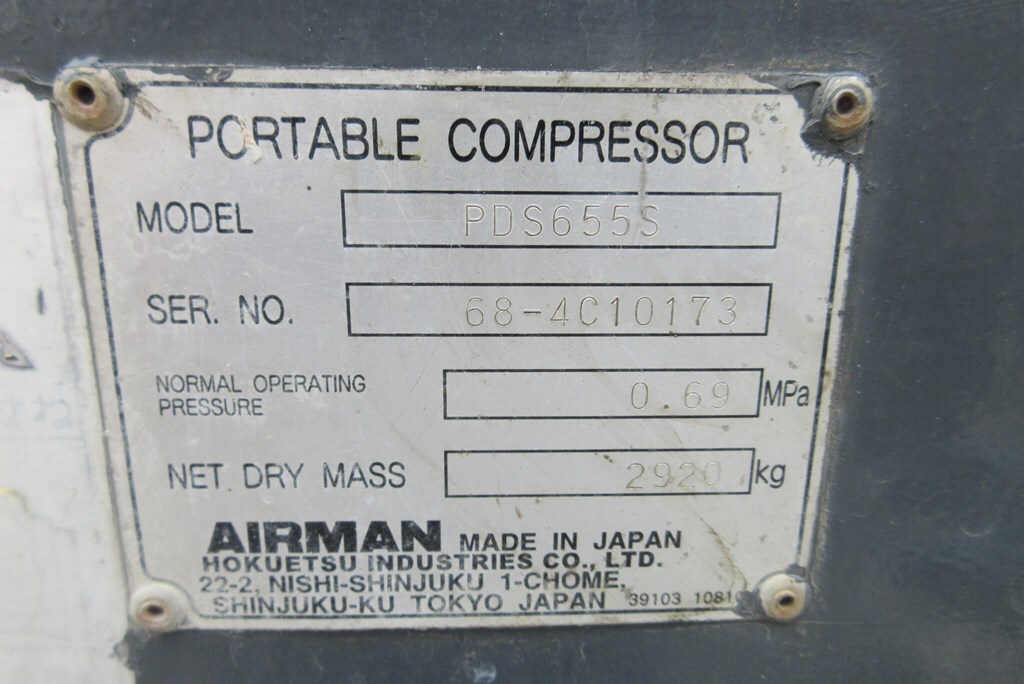 PORTABLE COMPRESSOR
MODEL PDS655S
SER. NO. 68-4C10173
NORMAL OPERATING
PRESSURE 0.69 MPa
NET DRY MASS 2920 kg
AIRMAN MADE IN JAPAN
HOKUETSU INDUSTRIES CO., LTD.
22-2, NISHI-SHINJUKU 1-CHOME,
SHINJUKU-KU TOKYO JAPAN 39103